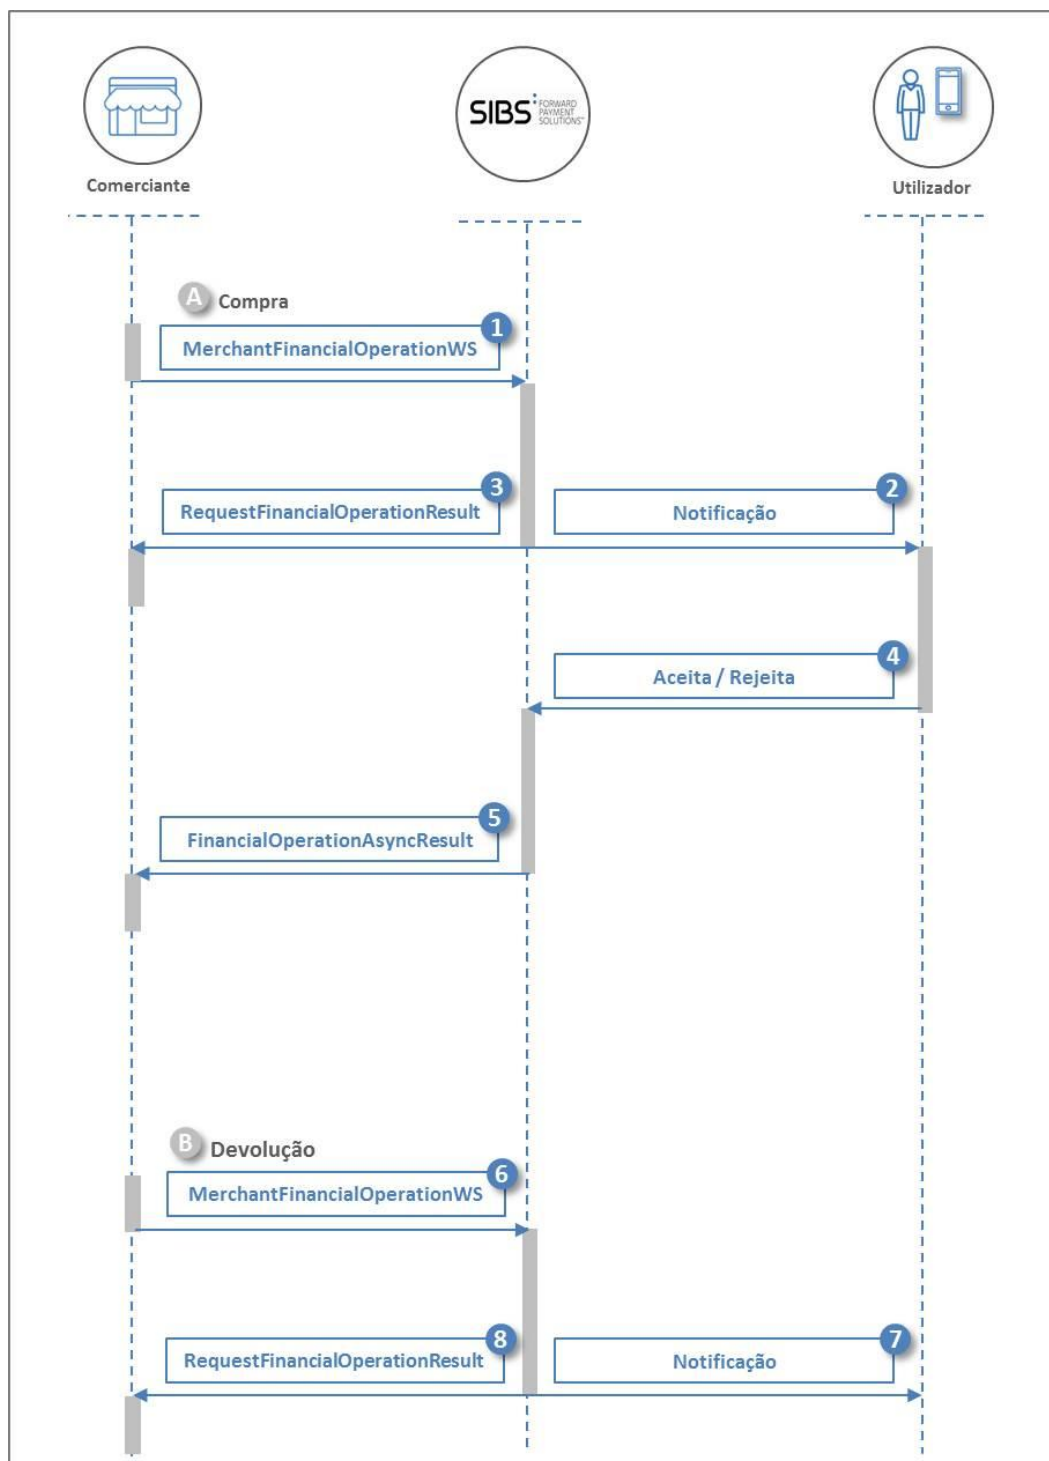 SIBS FORWARD
PAYMENT
SOLUTIONS™
Comerciante
Utilizador
A Compra
1
MerchantFinancialOperationWS
3
RequestFinancialOperationResult
2
Notificação
4
Aceita / Rejeita
5
FinancialOperationAsyncResult
B Devolução
6
MerchantFinancialOperationWS
8
RequestFinancialOperationResult
7
Notificação